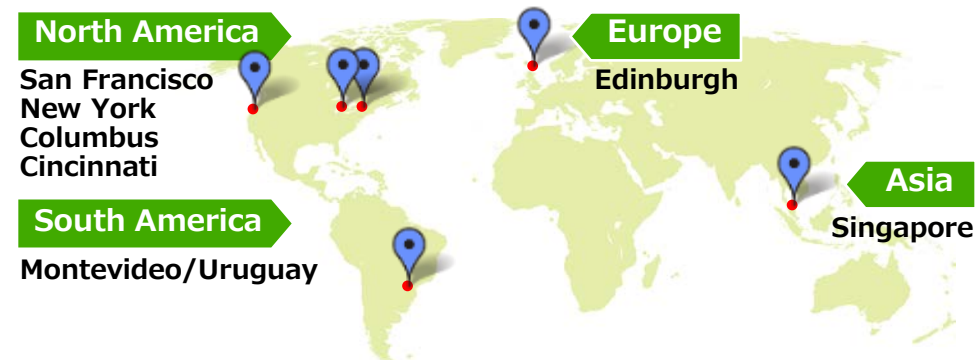 North America
San Francisco
New York
Columbus
Cincinnati
South America
Montevideo/Uruguay
Europe
Edinburgh
Asia
Singapore